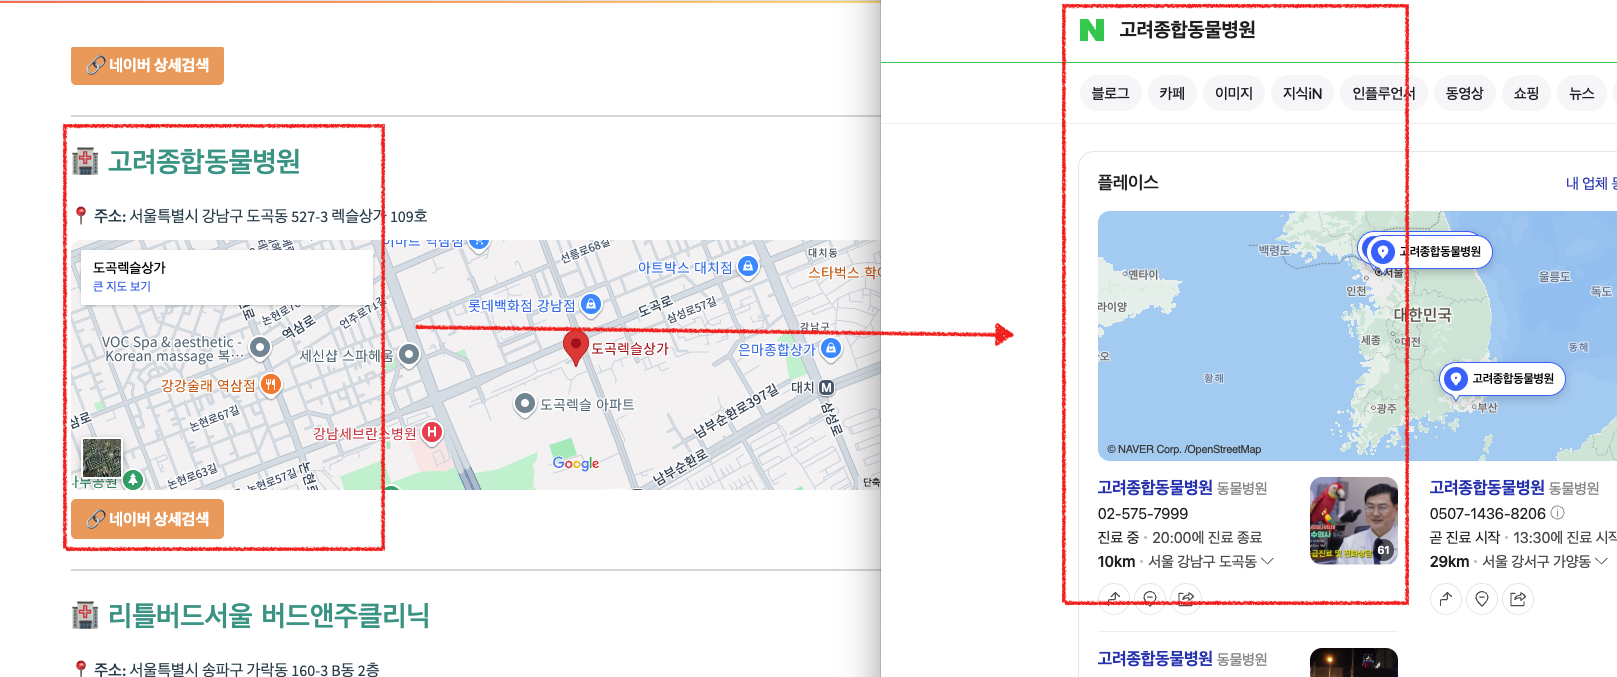 네이버 상세검색
고려종합동물병원
주소: 서울특별시 강남구 도곡동 527-3 렉슬상가 109호
도곡렉슬상가
큰 지도 보기
이마트 역삼점
선릉로68길
대치동
아트박스 대치점
스타벅스 학여
논현로71길
역삼로
언주로71길
롯데백화점 강남점
도곡로
삼성로57길
강남구
VOC Spa & aesthetic -
Korean massage 복···
세신샵 스파헤움
도곡렉슬상가
은마종합상가
강강술래 역삼점
대치
도곡렉슬 아파트
남부순환로397길
삼성로
논현로67길
강남세브란스병원
H
논현로63길
논현로57길
Google
남부순환로
단축
네이버 상세검색
리틀버드서울 버드앤주클리닉
주소: 서울특별시 송파구 가락동 160-3 B동 2층
N 고려종합동물병원
블로그 카페 이미지 지식iN 인플루언서 동영상 쇼핑 뉴스
플레이스
내 업체 등
백령도
고려종합동물병원
서울
옌타이
인천
울릉도
독도
라이양
대한민국
세종
대전
동해
황해
고려종합동물병원
광주
부산
© NAVER Corp. /OpenStreetMap
고려종합동물병원 동물병원
02-575-7999
진료 중 · 20:00에 진료 종료
10km · 서울 강남구 도곡동
61
고려종합동물병원 동물병원
0507-1436-8206
곧 진료 시작 · 13:30에 진료 시작
29km · 서울 강서구 가양동
고려종합동물병원 동물병원